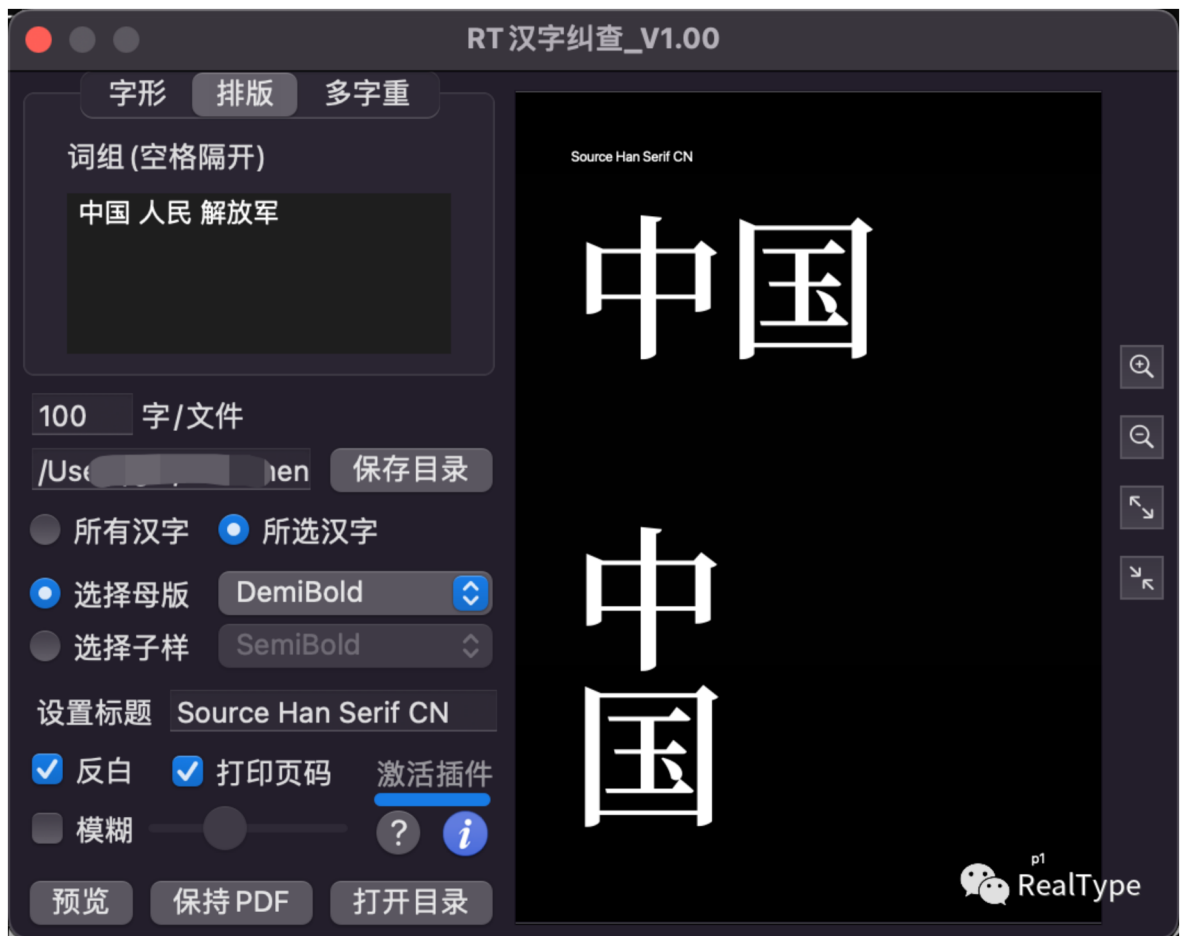 RT 汉字纠查_V1.00
字形 排版 多字重
词组 (空格隔开)
中国 人民 解放军
100 字/文件
/Use
men 保存目录
所有汉字 所选汉字
选择母版 DemiBold
选择子样 SemiBold
设置标题 Source Han Serif CN
反白 打印页码 激活插件
模糊 ? i
预览 保持PDF 打开目录
Source Han Serif CN
中国
中
国
p1
RealType